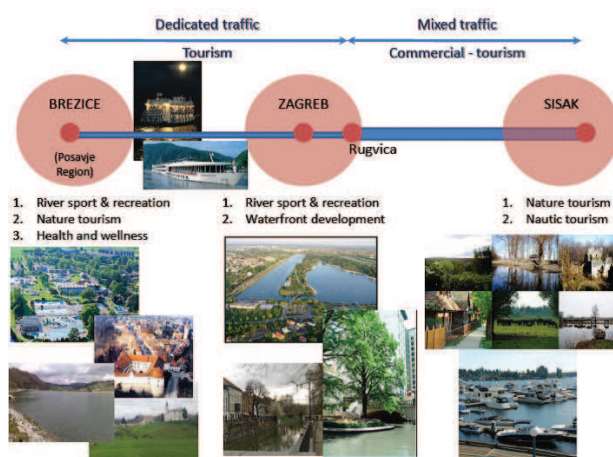 Dedicated traffic
Mixed traffic
Tourism
Commercial - tourism
BREZICE
ZAGREB
SISAK
(Posavje
Region)
Rugvica
1. River sport & recreation
2. Nature tourism
3. Health and wellness
1. River sport & recreation
2. Waterfront development
1. Nature tourism
2. Nautic tourism